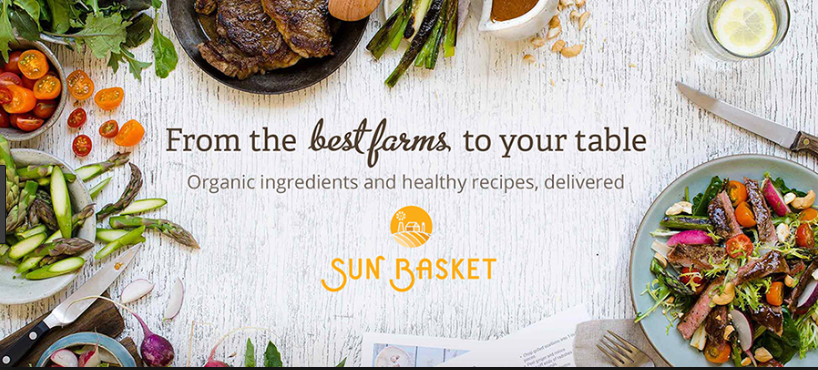 From the best farms to your table
Organic ingredients and healthy recipes, delivered
SUN BASKET